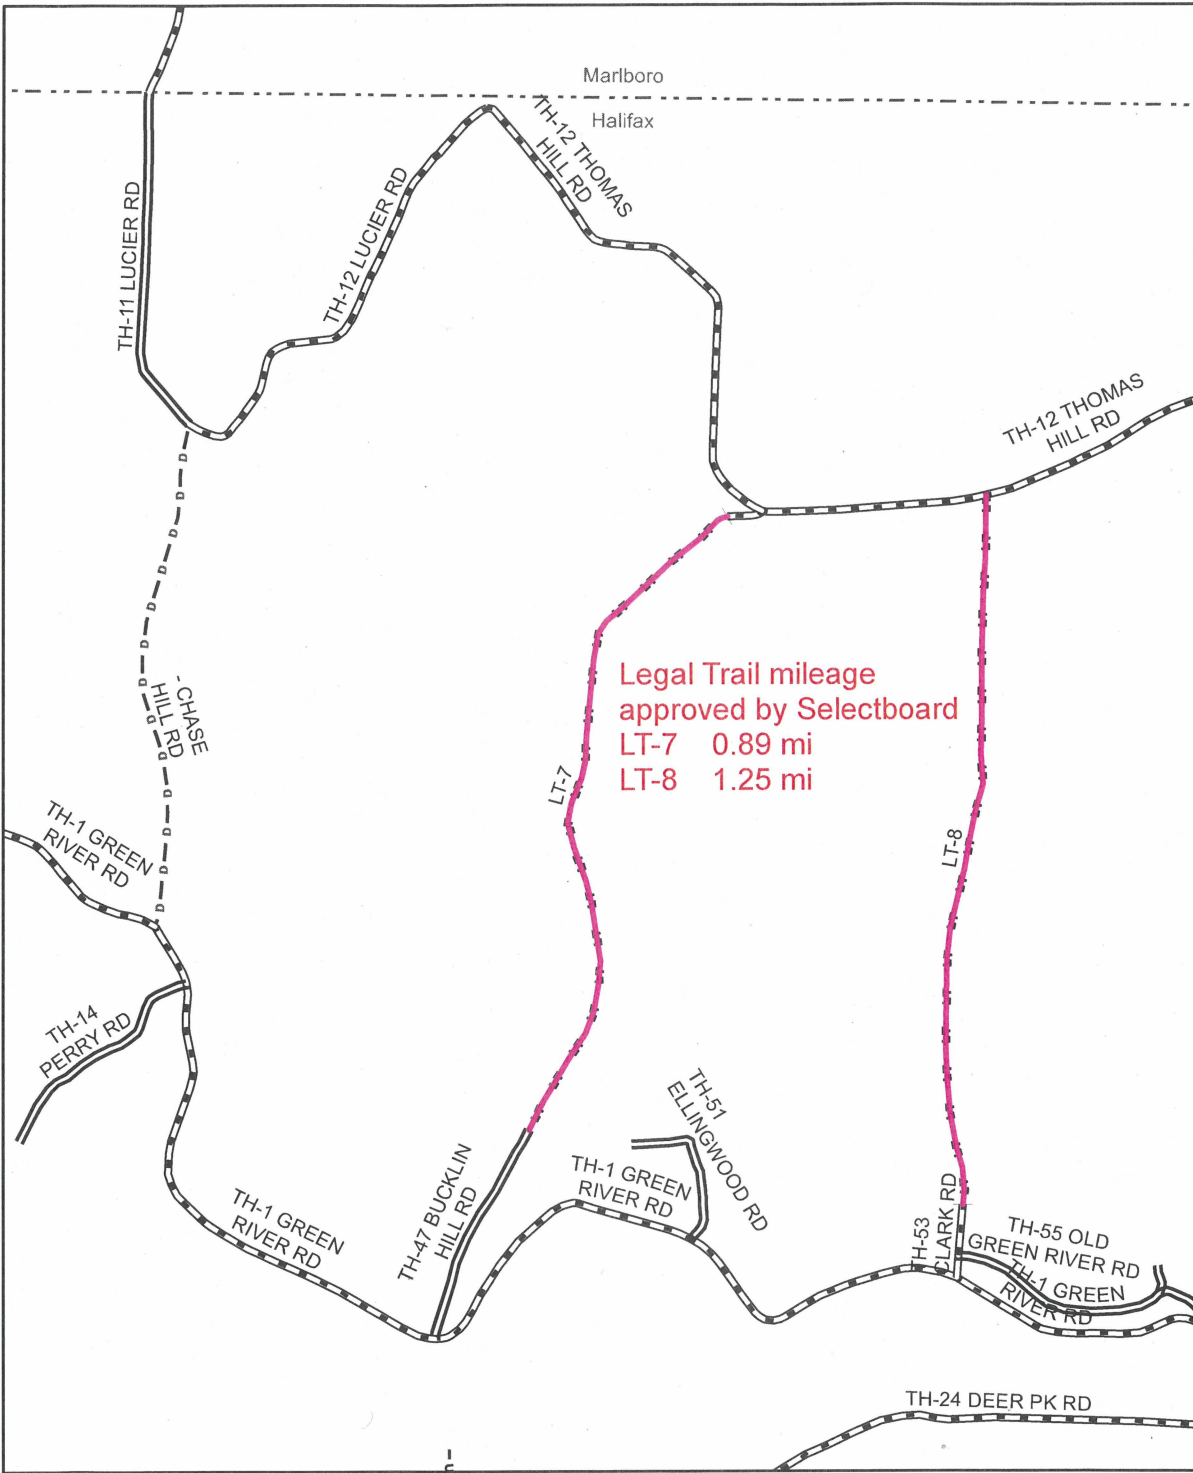 Marlboro
Halifax
TH-12 THOMAS
HILL RD
TH-11 LUCIER RD
TH-12 LUCIER RD
TH-12 THOMAS
HILL RD
Legal Trail mileage
approved by Selectboard
LT-7 0.89 mi
LT-8 1.25 mi
- CHASE
HILL RD
LT-7
LT-8
TH-1 GREEN
RIVER RD
TH-14
PERRY RD
TH-51
ELLINGWOOD RD
TH-1 GREEN
RIVER RD
TH-47 BUCKLIN
HILL RD
TH-1 GREEN
RIVER RD
TH-53
CLARK RD
TH-55 OLD
GREEN RIVER RD
TH-1 GREEN
RIVER RD
TH-24 DEER PK RD